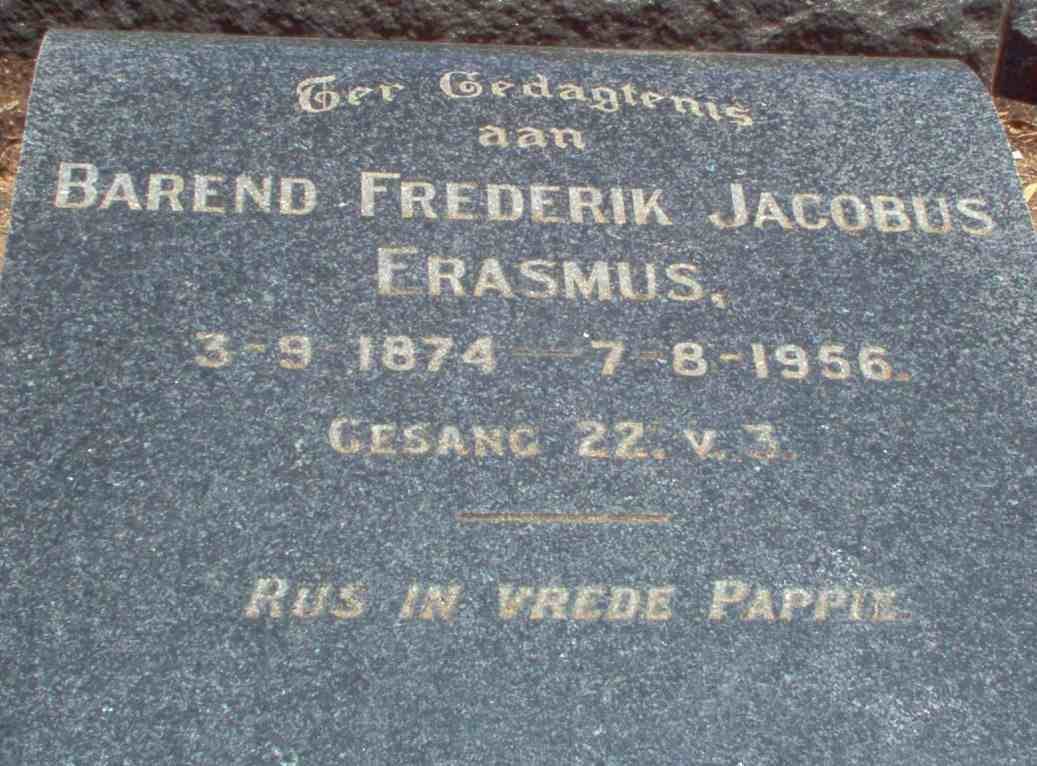 Ter Gedagtenis
aan
BAREND FREDERIK JACOBUS
ERASMUS,
3-9-1874 — 7-8-1956.
GESANG 22. v. 3.
RUS IN VREDE PAPPIE.